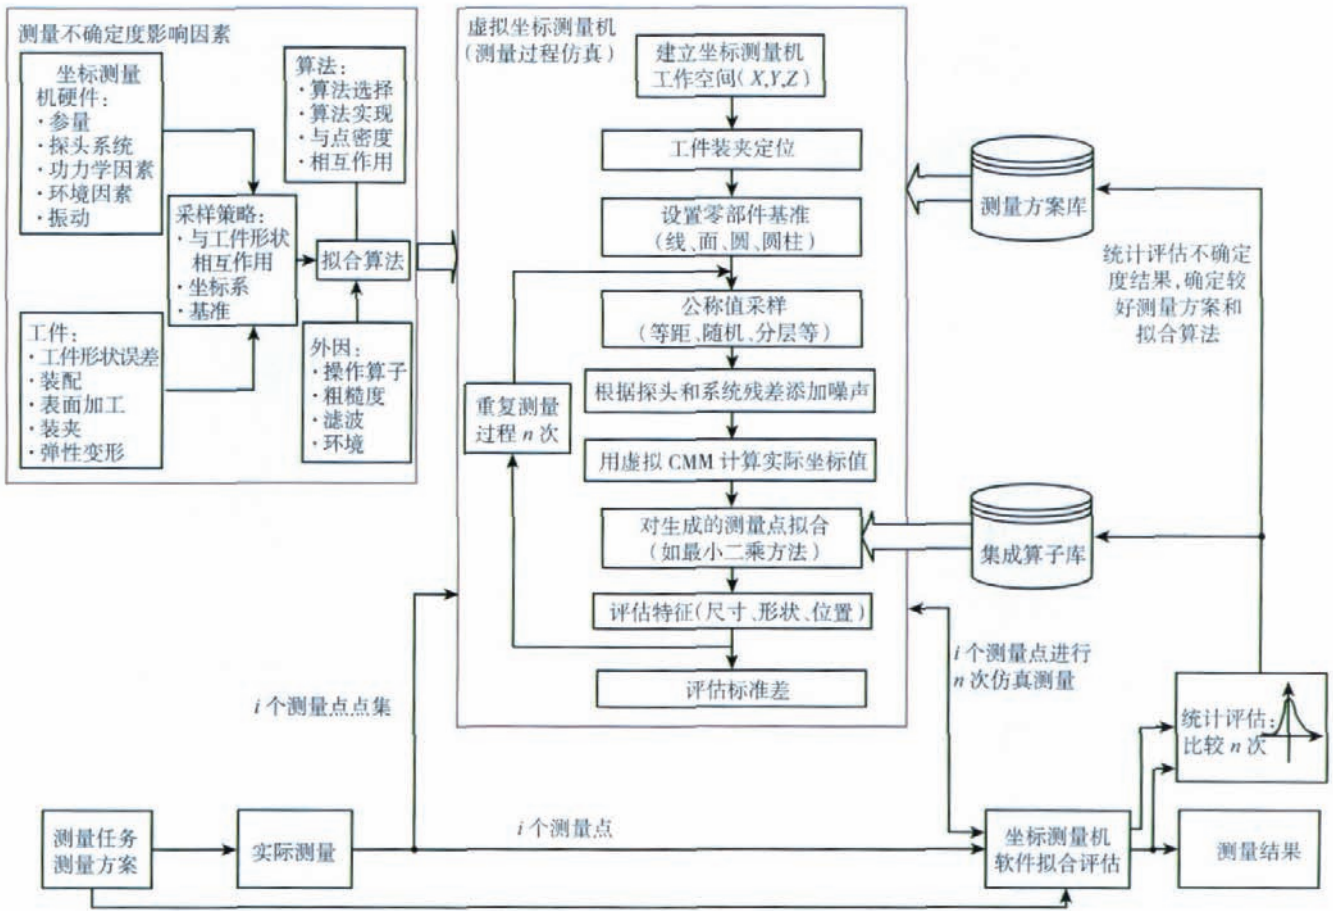 测量不确定度影响因素
坐标测量
机硬件:
·参量
·探头系统
·功力学因素
·环境因素
·振动
算法:
·算法选择
·算法实现
·与点密度
·相互作用
采样策略:
·与工件形状
相互作用
·坐标系
·基准
拟合算法
工件:
·工件形状误差
·装配
·表面加工
·装夹
·弹性变形
外因:
·操作算子
·粗糙度
·滤波
·环境
虚拟坐标测量机
(测量过程仿真)
建立坐标测量机
工作空间(X,Y,Z)
工件装夹定位
设置零部件基准
(线、面、圆、圆柱)
公称值采样
(等距、随机、分层等)
根据探头和系统残差添加噪声
重复测量
过程 n 次
用虚拟 CMM 计算实际坐标值
对生成的测量点拟合
(如最小二乘方法)
评估特征(尺寸、形状、位置)
评估标准差
测量方案库
统计评估不确定
度结果,确定较
好测量方案和
拟合算法
集成算子库
i 个测量点进行
n 次仿真测量
i 个测量点点集
统计评估:
比较 n 次
测量任务
测量方案
实际测量
i 个测量点
坐标测量机
软件拟合评估
测量结果